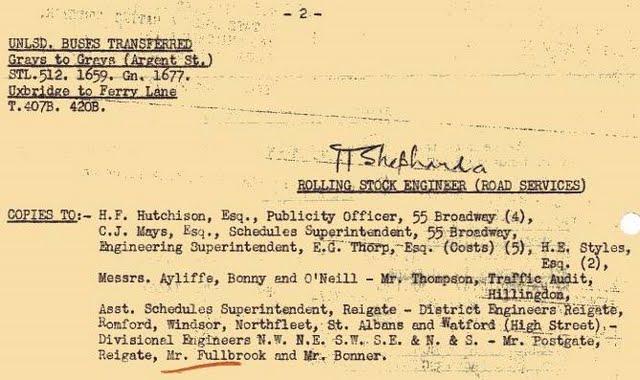 - 2 -
UNLSD. BUSES TRANSFERRED
Grays to Grays (Argent St.)
STL.512. 1659. Gn. 1677.
Uxbridge to Ferry Lane
T.407B. 420B.
ROLLING STOCK ENGINEER (ROAD SERVICES)
COPIES TO:- H.F. Hutchison, Esq., Publicity Officer, 55 Broadway (4),
C.J. Mays, Esq., Schedules Superintendent, 55 Broadway,
Engineering Superintendent, E.G. Thorp, Esq. (Costs) (5), H.E. Styles,
Esq. (2),
Messrs. Ayliffe, Bonny and O'Neill - Mr. Thompson, Traffic Audit,
Hillingdon,
Asst. Schedules Superintendent, Reigate - District Engineers Reigate,
Romford, Windsor, Northfleet, St. Albans and Watford (High Street) -
Divisional Engineers N.W. N.E. S.W. S.E. & N. & S. - Mr. Postgate,
Reigate, Mr. Fullbrook and Mr. Bonner.